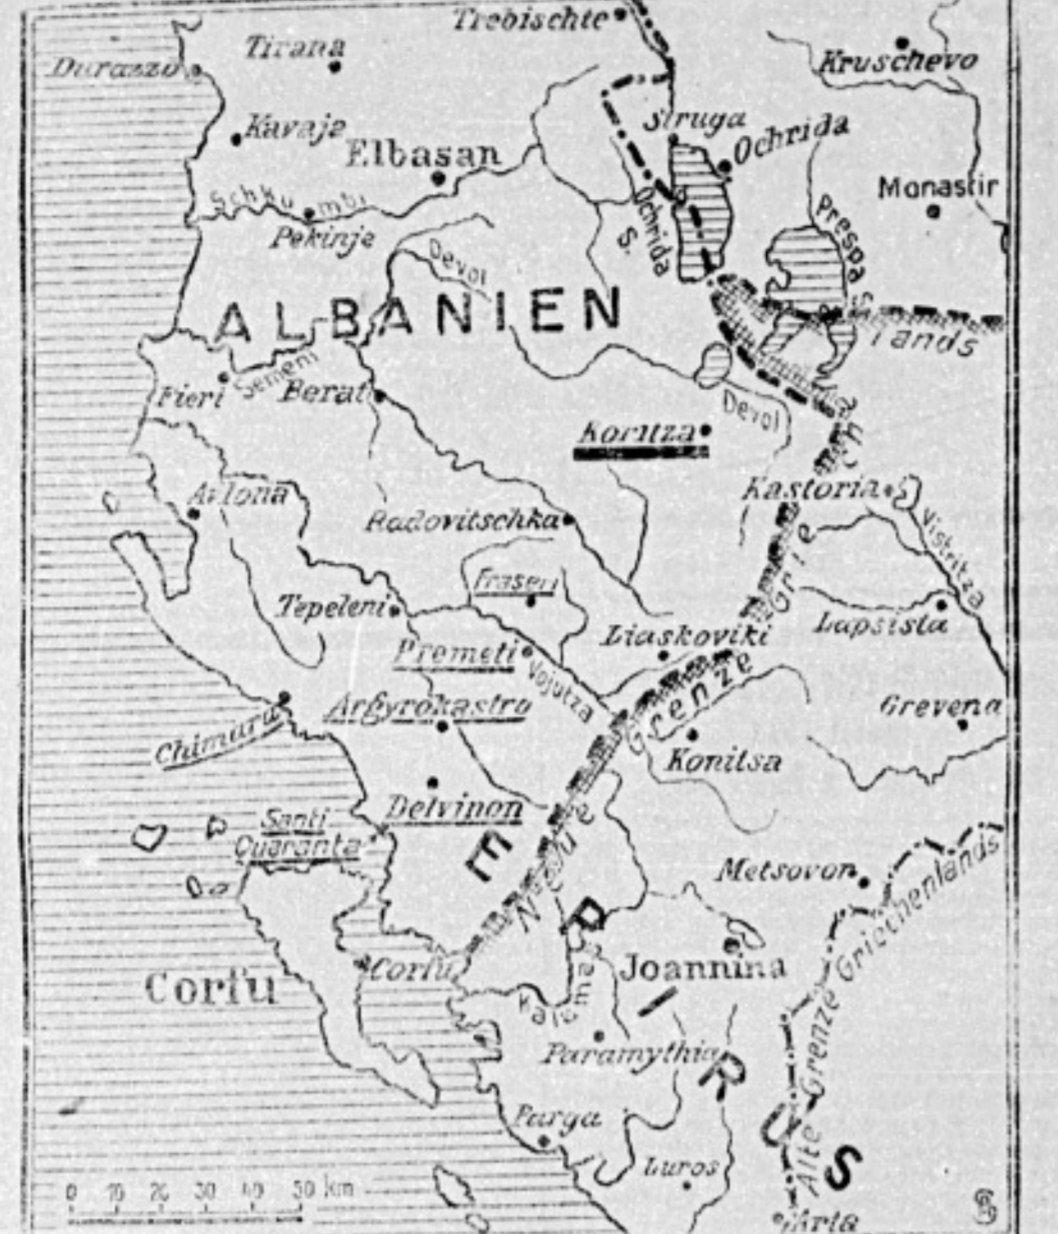 Trebischte
Tirana
Kruschevo
Durazzo
Struga
Kavaja
Ochrida
Elbasan
Monastir
Schkumbi
Ochrida
S.
Prespa
S.
Pekinje
Devol
ALBANIEN
lands
Semeni
Fieri
Berat
Devol
Koritza
Avlona
Kastoria
Radovitschka
Vistritza
Fraseri
Tepeleni
Liaskoviki
Lapsista
Premeti
Vojutza
Argyrokastro
Grevena
Chimara
Konitsa
Neue Grenze Griechen
Delvinon
Santi
Quaranta
EPIRUS
Metsovon
Alte Grenze Griechenlands
Corfu
Corfu
Joannina
Kalama
Paramythia
Parga
Luros
0 10 20 30 40 50 km
Arta